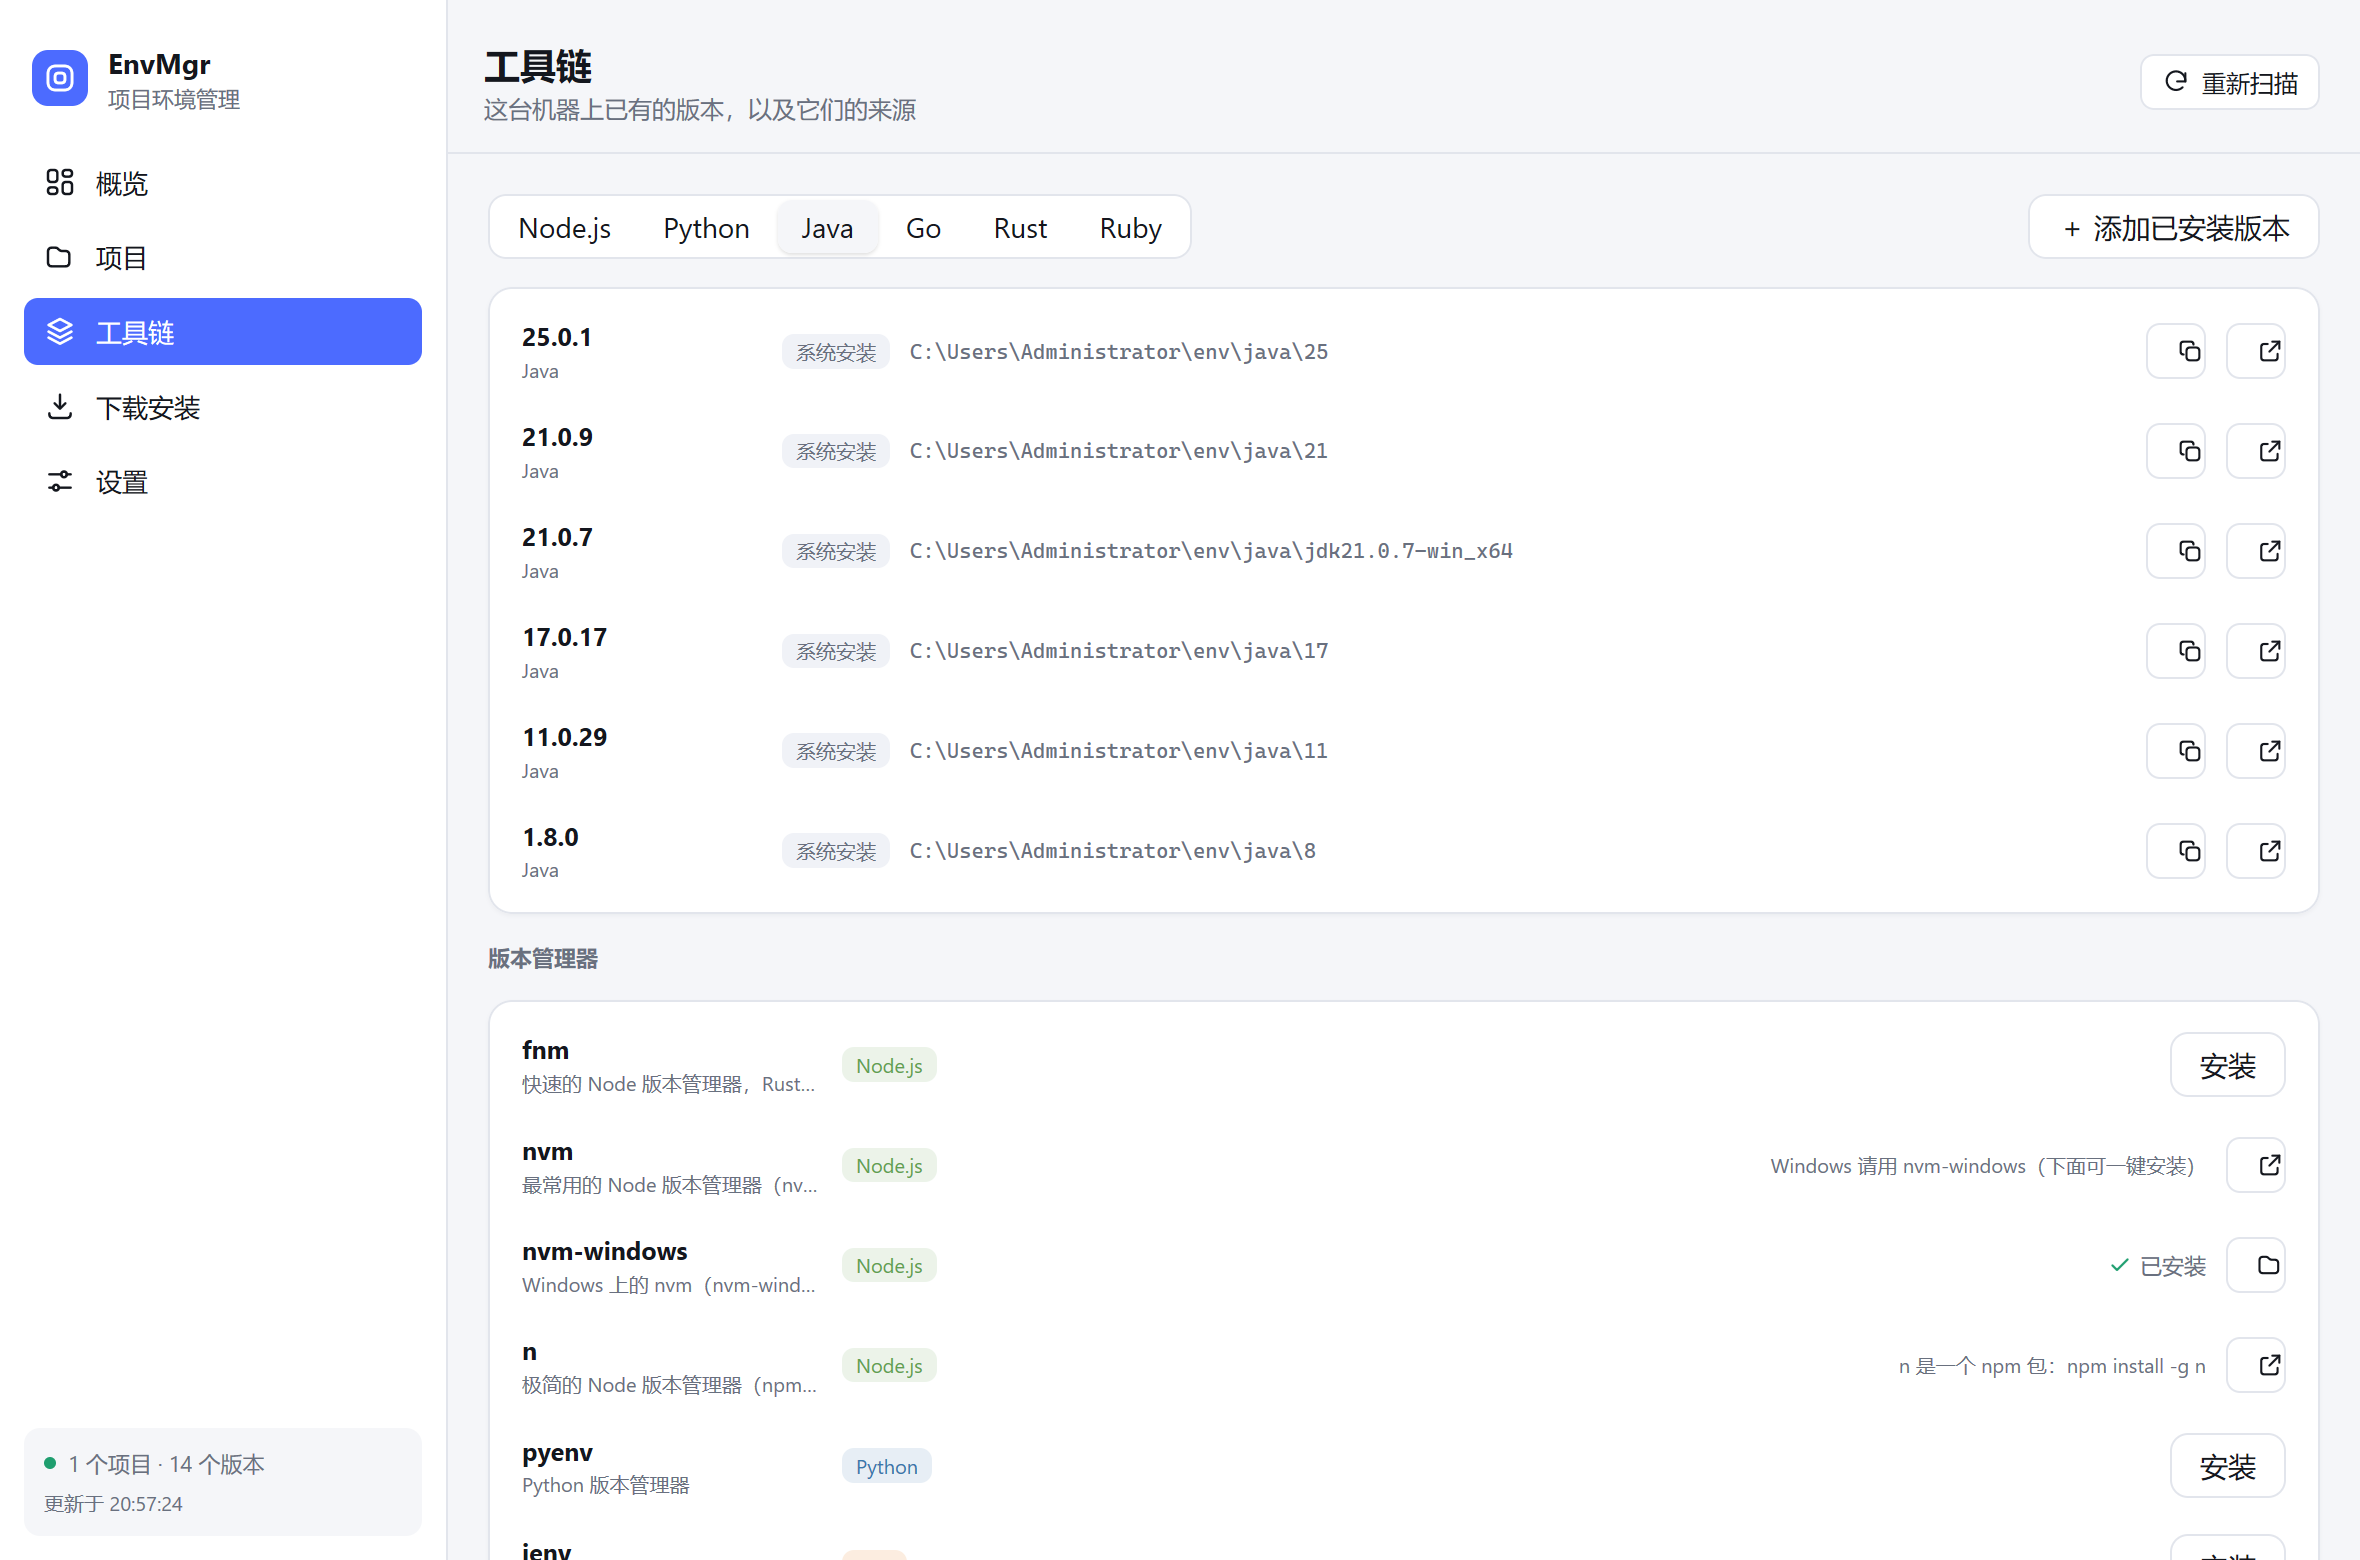 EnvMgr
项目环境管理
概览
项目
工具链
下载安装
设置
1 个项目 · 14 个版本
更新于 20:57:24
工具链
这台机器上已有的版本，以及它们的来源
重新扫描
Node.js Python Java Go Rust Ruby
+ 添加已安装版本
25.0.1
Java
系统安装 C:\Users\Administrator\env\java\25
21.0.9
Java
系统安装 C:\Users\Administrator\env\java\21
21.0.7
Java
系统安装 C:\Users\Administrator\env\java\jdk21.0.7-win_x64
17.0.17
Java
系统安装 C:\Users\Administrator\env\java\17
11.0.29
Java
系统安装 C:\Users\Administrator\env\java\11
1.8.0
Java
系统安装 C:\Users\Administrator\env\java\8
版本管理器
fnm
快速的 Node 版本管理器，Rust...
Node.js
安装
nvm
最常用的 Node 版本管理器（nv...
Node.js
Windows 请用 nvm-windows（下面可一键安装）
nvm-windows
Windows 上的 nvm（nvm-wind...
Node.js
已安装
n
极简的 Node 版本管理器（npm...
Node.js
n 是一个 npm 包：npm install -g n
pyenv
Python 版本管理器
Python
安装
jenv